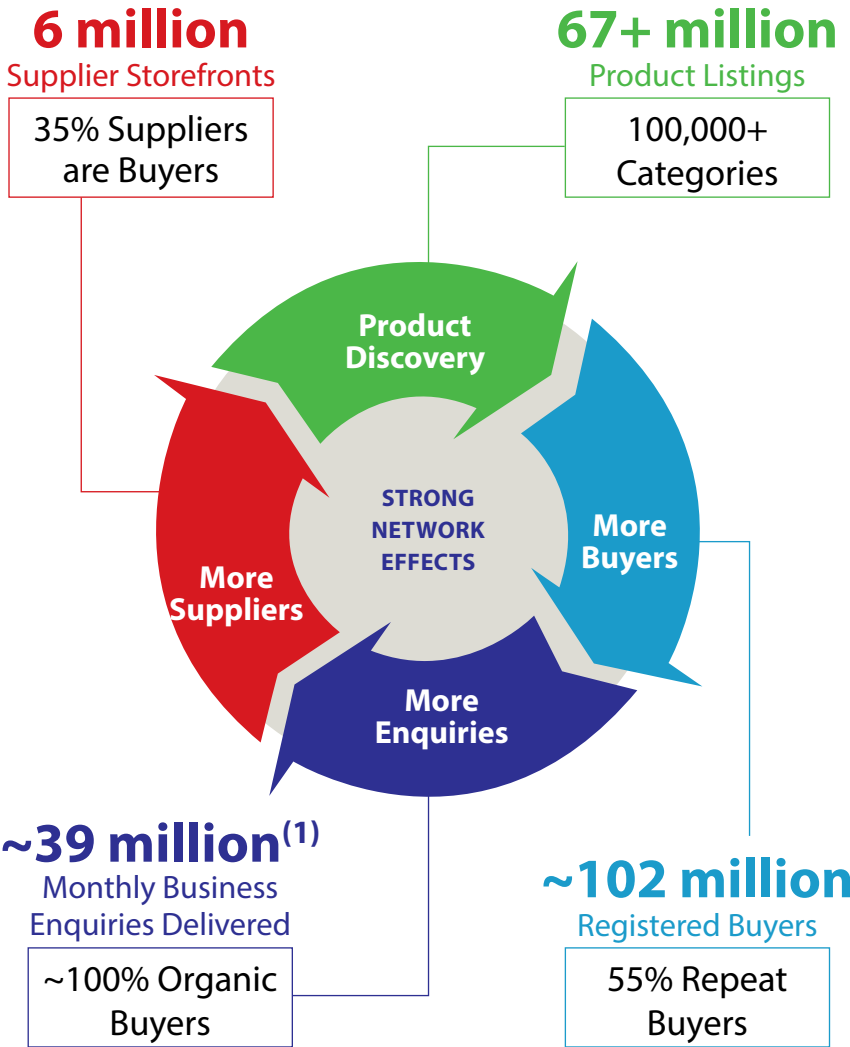 6 million
Supplier Storefronts
35% Suppliers
are Buyers
67+ million
Product Listings
100,000+
Categories
Product
Discovery
STRONG
NETWORK
EFFECTS
More
Buyers
More
Suppliers
More
Enquiries
~39 million(1)
Monthly Business
Enquiries Delivered
~100% Organic
Buyers
~102 million
Registered Buyers
55% Repeat
Buyers